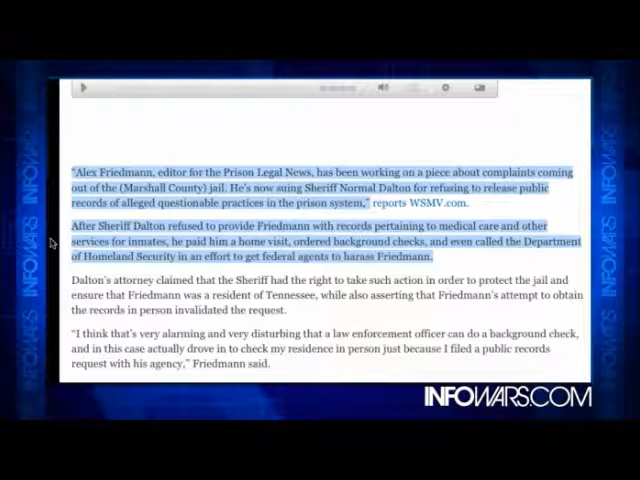 "Alex Friedmann, editor for the Prison Legal News, has been working on a piece about complaints coming
out of the (Marshall County) jail. He's now suing Sheriff Normal Dalton for refusing to release public
records of alleged questionable practices in the prison system," reports WSMV.com.
After Sheriff Dalton refused to provide Friedmann with records pertaining to medical care and other
services for inmates, he paid him a home visit, ordered background checks, and even called the Department
of Homeland Security in an effort to get federal agents to harass Friedmann.
Dalton's attorney claimed that the Sheriff had the right to take such action in order to protect the jail and
ensure that Friedmann was a resident of Tennessee, while also asserting that Friedmann's attempt to obtain
the records in person invalidated the request.
"I think that's very alarming and very disturbing that a law enforcement officer can do a background check,
and in this case actually drove in to check my residence in person just because I filed a public records
request with his agency," Friedmann said.
INFOWARS.COM
INFOWARS
INFOWARS
INFOWARS
INFOWARS